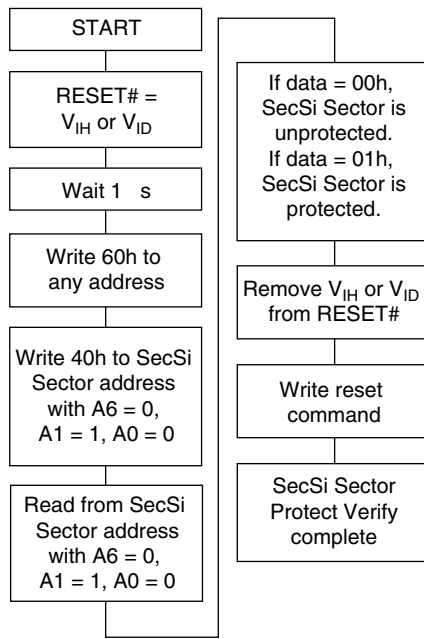 START
RESET# =
V_IH or V_ID
Wait 1 s
Write 60h to
any address
Write 40h to SecSi
Sector address
with A6 = 0,
A1 = 1, A0 = 0
Read from SecSi
Sector address
with A6 = 0,
A1 = 1, A0 = 0
If data = 00h,
SecSi Sector is
unprotected.
If data = 01h,
SecSi Sector is
protected.
Remove V_IH or V_ID
from RESET#
Write reset
command
SecSi Sector
Protect Verify
complete